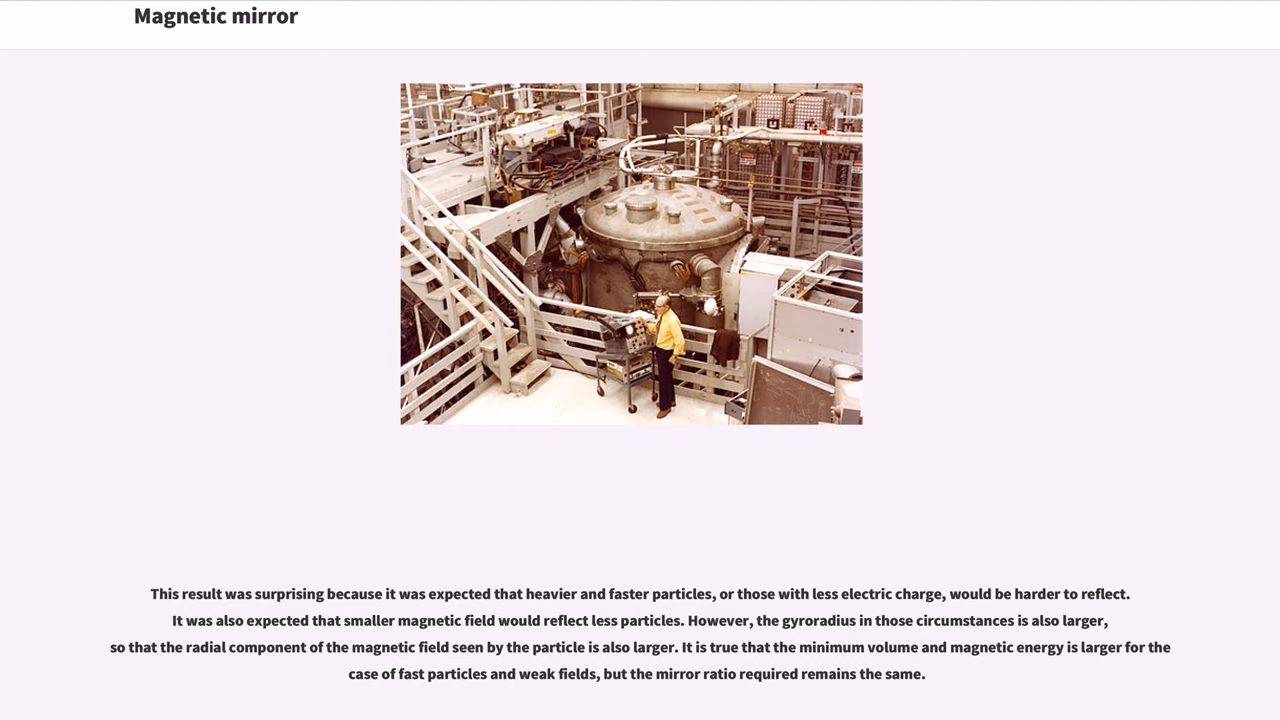 Magnetic mirror
This result was surprising because it was expected that heavier and faster particles, or those with less electric charge, would be harder to reflect.
It was also expected that smaller magnetic field would reflect less particles. However, the gyroradius in those circumstances is also larger,
so that the radial component of the magnetic field seen by the particle is also larger. It is true that the minimum volume and magnetic energy is larger for the
case of fast particles and weak fields, but the mirror ratio required remains the same.